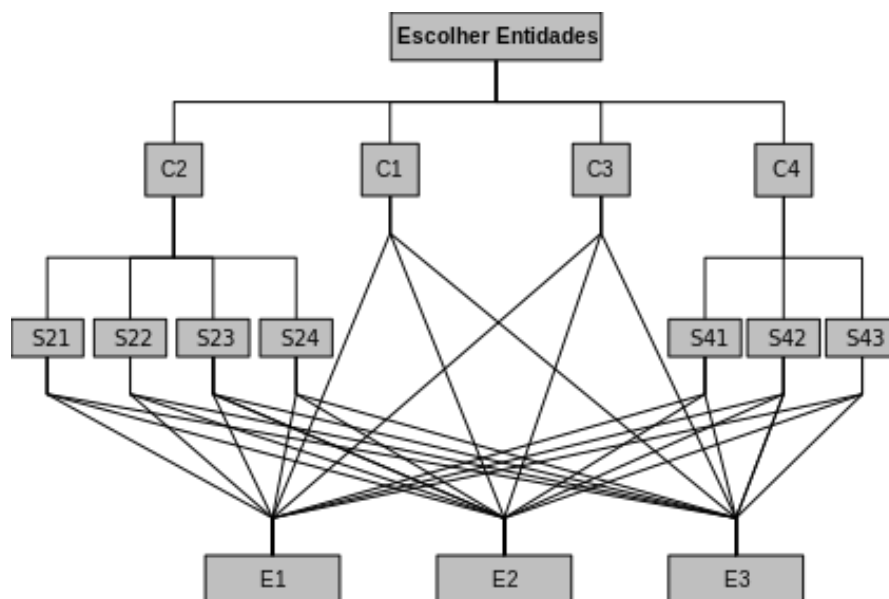 Escolher Entidades
C2
C1
C3
C4
S21
S22
S23
S24
S41
S42
S43
E1
E2
E3